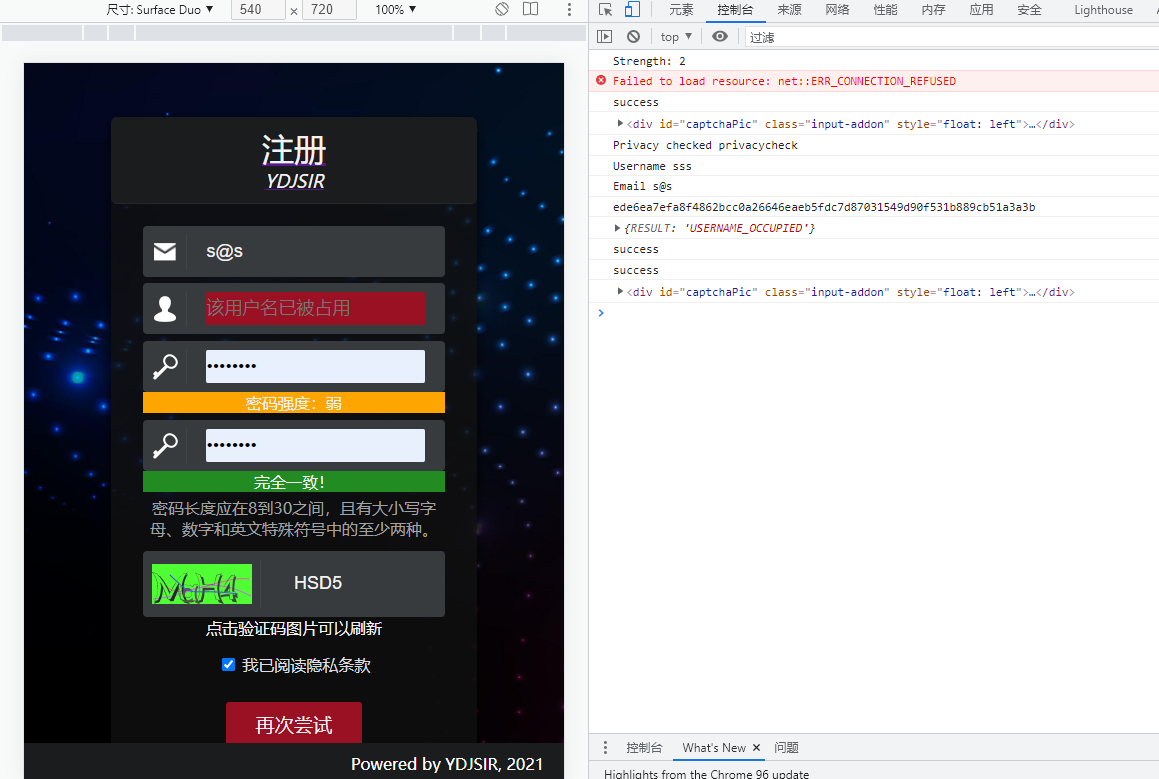 尺寸: Surface Duo ▼ 540 × 720 100% ▼
元素 控制台 来源 网络 性能 内存 应用 安全 Lighthouse
top ▼ 过滤
Strength: 2
Failed to load resource: net::ERR_CONNECTION_REFUSED
success
▶<div id="captchaPic" class="input-addon" style="float: left">…</div>
Privacy checked privacycheck
Username sss
Email s@s
ede6ea7efa8f4862bcc0a26646eaeb5fdc7d87031549d90f531b889cb51a3a3b
▶{RESULT: 'USERNAME_OCCUPIED'}
success
success
▶<div id="captchaPic" class="input-addon" style="float: left">…</div>
注册
YDJSIR
s@s
该用户名已被占用
••••••••
密码强度：弱
••••••••
完全一致！
密码长度应在8到30之间，且有大小写字
母、数字和英文特殊符号中的至少两种。
HSD5
点击验证码图片可以刷新
我已阅读隐私条款
再次尝试
Powered by YDJSIR, 2021
控制台 What's New × 问题
Highlights from the Chrome 96 update